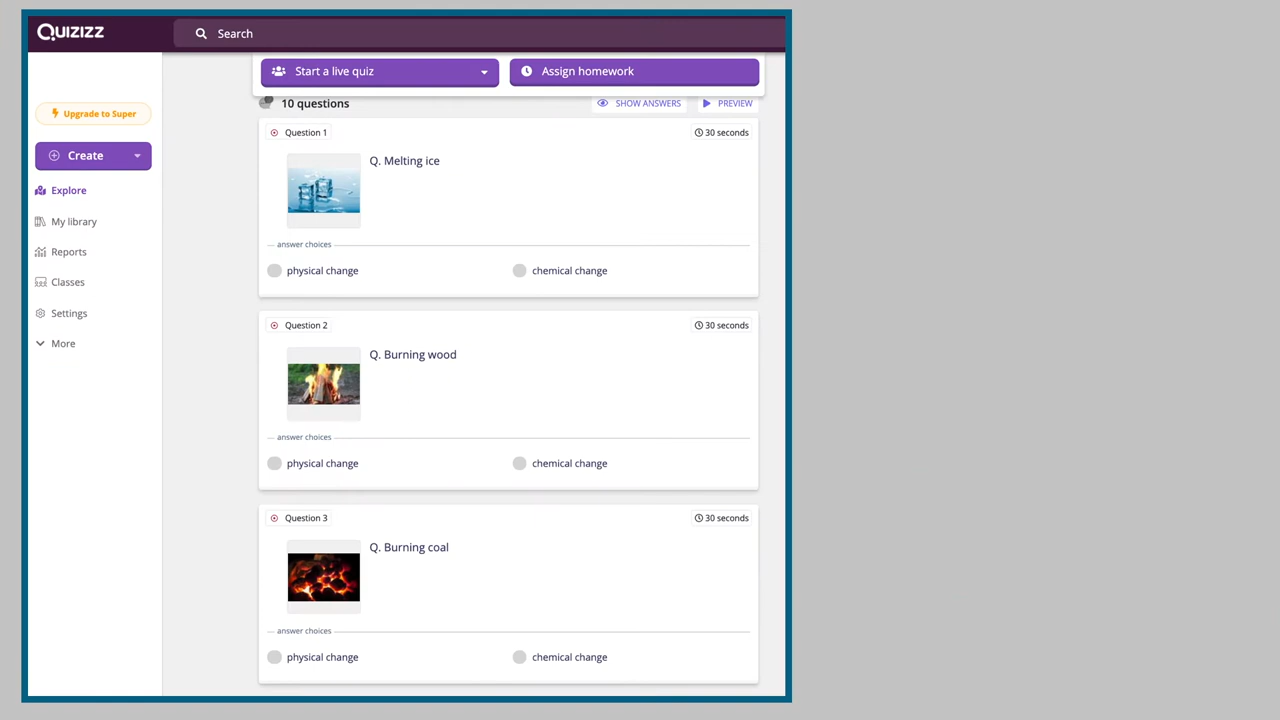 Quizizz
Search
Start a live quiz
Assign homework
10 questions
SHOW ANSWERS
PREVIEW
Upgrade to Super
Create
Explore
My library
Reports
Classes
Settings
More
Question 1
30 seconds
Q. Melting ice
answer choices
physical change
chemical change
Question 2
30 seconds
Q. Burning wood
answer choices
physical change
chemical change
Question 3
30 seconds
Q. Burning coal
answer choices
physical change
chemical change